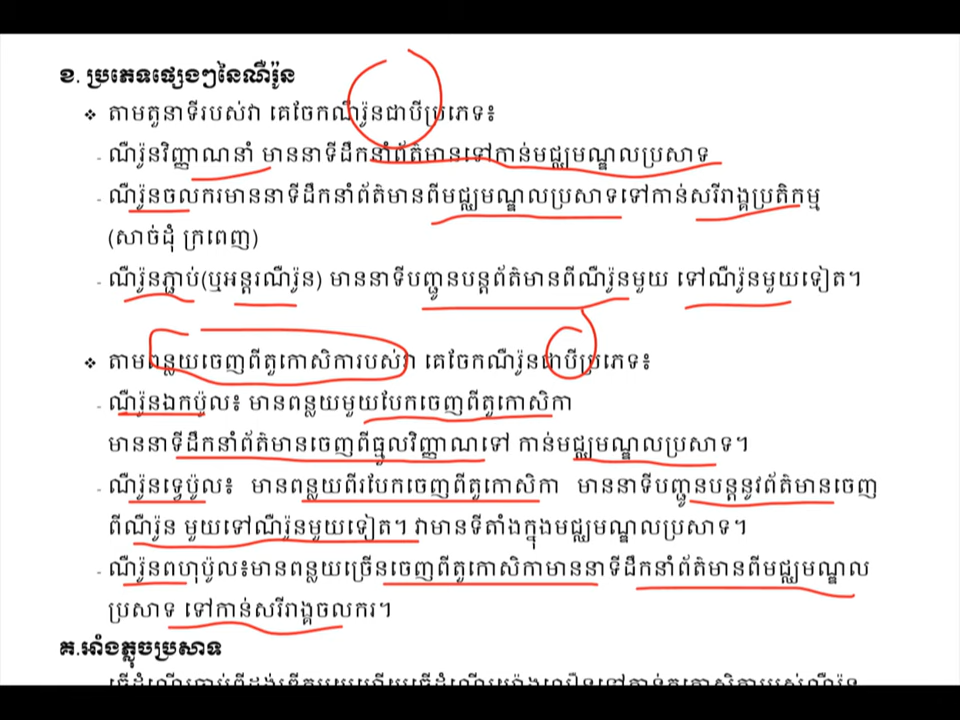 ខ. ប្រភេទផ្សេងៗនៃណឺរ៉ូន
❖ តាមតួនាទីរបស់វា គេចែកណឺរ៉ូនជាបីប្រភេទ៖
- ណឺរ៉ូនវិញ្ញាណនាំ មាននាទីដឹកនាំព័ត៌មានទៅកាន់មជ្ឈមណ្ឌលប្រសាទ
- ណឺរ៉ូនចលករមាននាទីដឹកនាំព័ត៌មានពីមជ្ឈមណ្ឌលប្រសាទទៅកាន់សរីរាង្គប្រតិកម្ម
(សាច់ដុំ ក្រពេញ)
- ណឺរ៉ូនភ្ជាប់(ឬអន្តរណឺរ៉ូន) មាននាទីបញ្ជូនបន្តព័ត៌មានពីណឺរ៉ូនមួយ ទៅណឺរ៉ូនមួយទៀត។
❖ តាមពន្លយចេញពីតួកោសិការបស់វា គេចែកណឺរ៉ូនជាបីប្រភេទ៖
- ណឺរ៉ូនឯកប៉ូល៖ មានពន្លយមួយបែកចេញពីតួកោសិកា
មាននាទីដឹកនាំព័ត៌មានចេញពីធ្មួលវិញ្ញាណទៅ កាន់មជ្ឈមណ្ឌលប្រសាទ។
- ណឺរ៉ូនទ្វេប៉ូល៖ មានពន្លយពីរបែកចេញពីតួកោសិកា មាននាទីបញ្ជូនបន្តនូវព័ត៌មានចេញ
ពីណឺរ៉ូន មួយទៅណឺរ៉ូនមួយទៀត។ វាមានទីតាំងក្នុងមជ្ឈមណ្ឌលប្រសាទ។
- ណឺរ៉ូនពហុប៉ូល៖មានពន្លយច្រើនចេញពីតួកោសិកាមាននាទីដឹកនាំព័ត៌មានពីមជ្ឈមណ្ឌល
ប្រសាទ ទៅកាន់សរីរាង្គចលករ។
គ.អាំងភ្លុចប្រសាទ